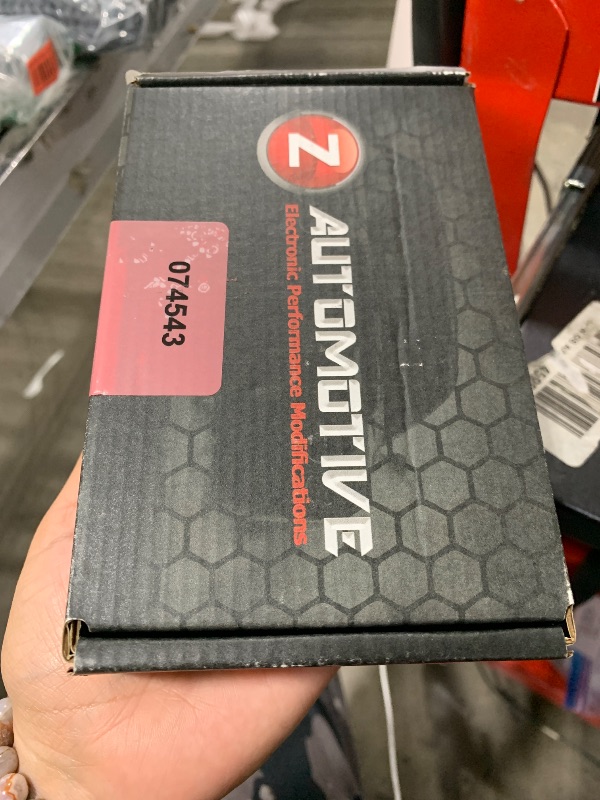 Z AUTOMOTIVE
Electronic Performance Modifications
074543